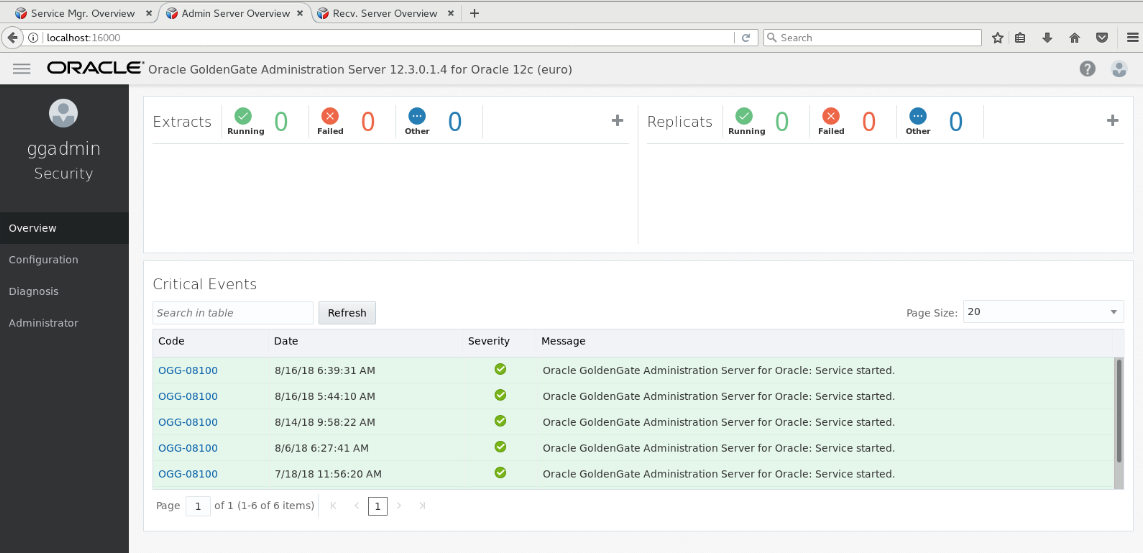 Service Mgr. Overview × Admin Server Overview × Recv. Server Overview × +
localhost:16000 Search
ORACLE Oracle GoldenGate Administration Server 12.3.0.1.4 for Oracle 12c (euro) ?
ggadmin
Security
Overview
Configuration
Diagnosis
Administrator
Extracts Running 0 Failed 0 Other 0 +
Replicats Running 0 Failed 0 Other 0 +
Critical Events
Search in table Refresh Page Size: 20
Code Date Severity Message
OGG-08100 8/16/18 6:39:31 AM Oracle GoldenGate Administration Server for Oracle: Service started.
OGG-08100 8/16/18 5:44:10 AM Oracle GoldenGate Administration Server for Oracle: Service started.
OGG-08100 8/14/18 9:58:22 AM Oracle GoldenGate Administration Server for Oracle: Service started.
OGG-08100 8/6/18 6:27:41 AM Oracle GoldenGate Administration Server for Oracle: Service started.
OGG-08100 7/18/18 11:56:20 AM Oracle GoldenGate Administration Server for Oracle: Service started.
Page 1 of 1 (1-6 of 6 items) 1